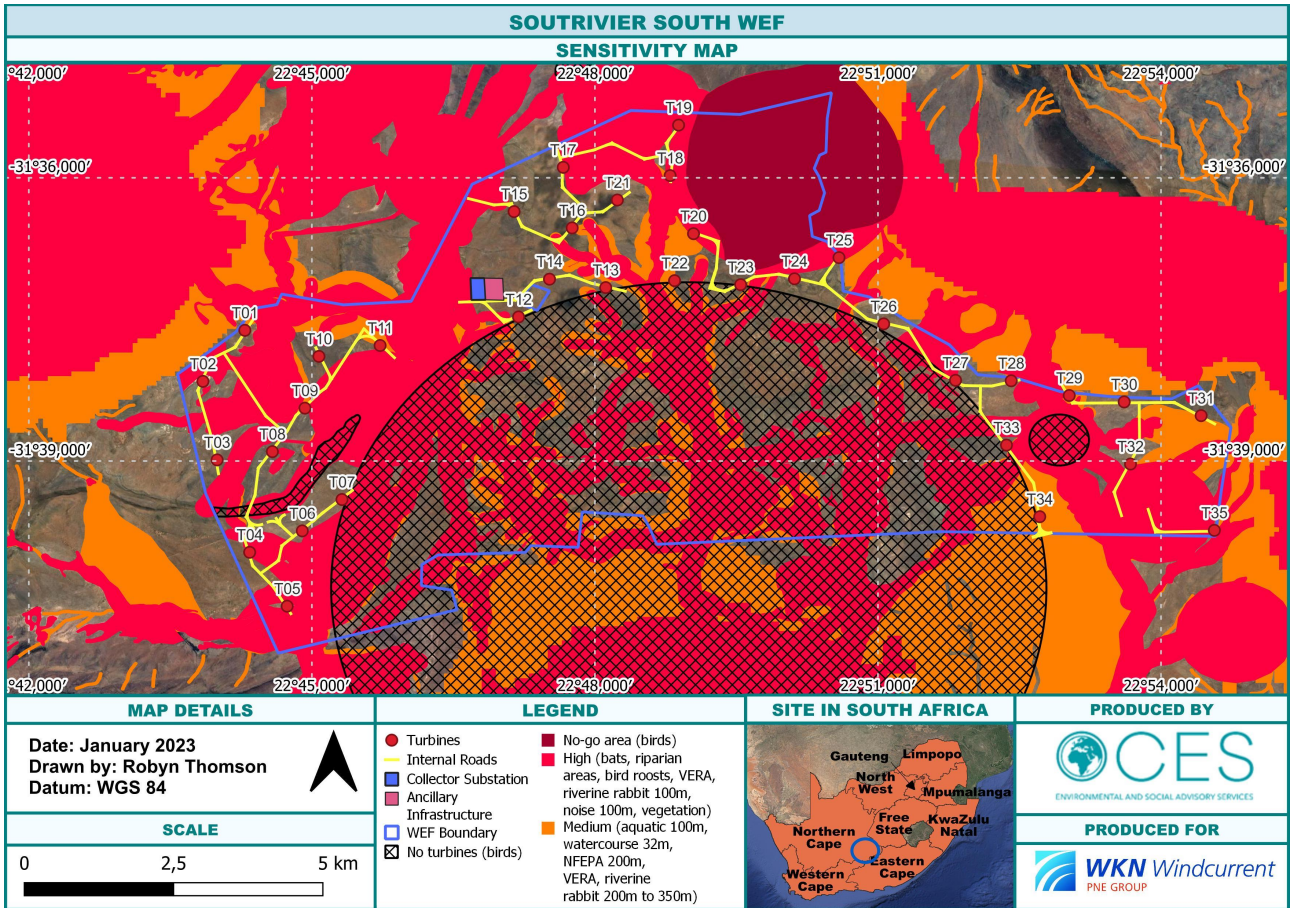 SOUTRIVIER SOUTH WEF
SENSITIVITY MAP
°42,000′ 22°45,000′ 22°48,000′ 22°51,000′ 22°54,000′
T19
T17
T18
-31°36,000′ -31°36,000′
T15
T21
T16
T20
T25
T14
T13
T22
T23
T24
T12
T01
T26
T11
T10
T02
T27
T28
T29
T30
T31
T09
T08
T03
T33
T32
-31°39,000′ -31°39,000′
T07
T34
T06
T04
T35
T05
°42,000′ 22°45,000′ 22°48,000′ 22°51,000′ 22°54,000′
MAP DETAILS
Date: January 2023
Drawn by: Robyn Thomson
Datum: WGS 84
SCALE
0 2,5 5 km
LEGEND
Turbines
Internal Roads
Collector Substation
Ancillary
Infrastructure
WEF Boundary
No turbines (birds)
No-go area (birds)
High (bats, riparian
areas, bird roosts, VERA,
riverine rabbit 100m,
noise 100m, vegetation)
Medium (aquatic 100m,
watercourse 32m,
NFEPA 200m,
VERA, riverine
rabbit 200m to 350m)
SITE IN SOUTH AFRICA
Limpopo
Gauteng
North
West
Mpumalanga
Free
State
KwaZulu
Natal
Northern
Cape
Eastern
Cape
Western
Cape
PRODUCED BY
CES
ENVIRONMENTAL AND SOCIAL ADVISORY SERVICES
PRODUCED FOR
WKN Windcurrent
PNE GROUP